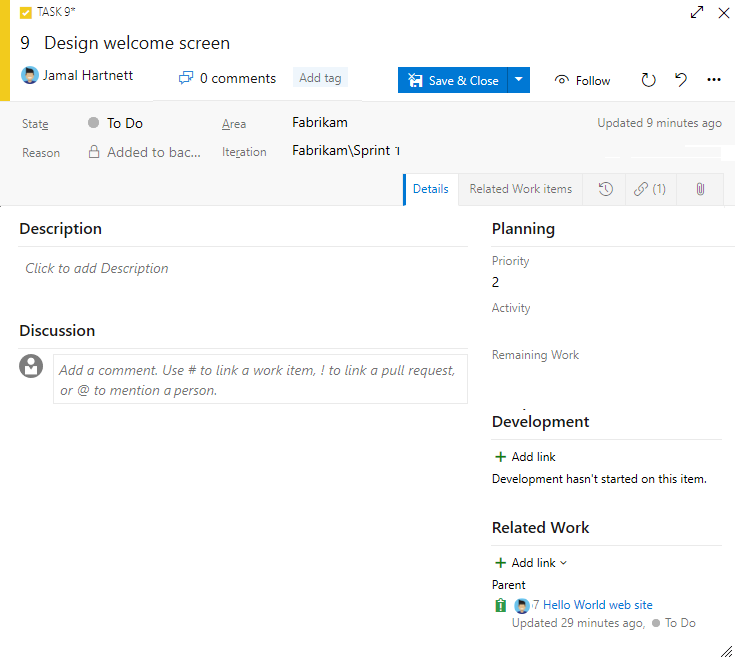 TASK 9*
9 Design welcome screen
Jamal Hartnett
0 comments
Add tag
Save & Close
Follow
State
To Do
Area
Fabrikam
Updated 9 minutes ago
Reason
Added to bac...
Iteration
Fabrikam\Sprint 1
Details
Related Work items
(1)
Description
Click to add Description
Discussion
Add a comment. Use # to link a work item, ! to link a pull request,
or @ to mention a person.
Planning
Priority
2
Activity
Remaining Work
Development
Add link
Development hasn't started on this item.
Related Work
Add link
Parent
7 Hello World web site
Updated 29 minutes ago,
To Do